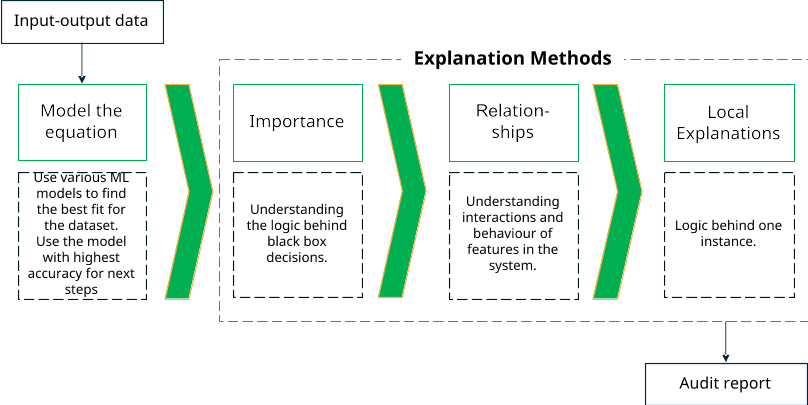 Input-output data
Explanation Methods
Model the
equation
Importance
Relation-
ships
Local
Explanations
Use various ML
models to find
the best fit for
the dataset.
Use the model
with highest
accuracy for next
steps
Understanding
the logic behind
black box
decisions.
Understanding
interactions and
behaviour of
features in the
system.
Logic behind one
instance.
Audit report